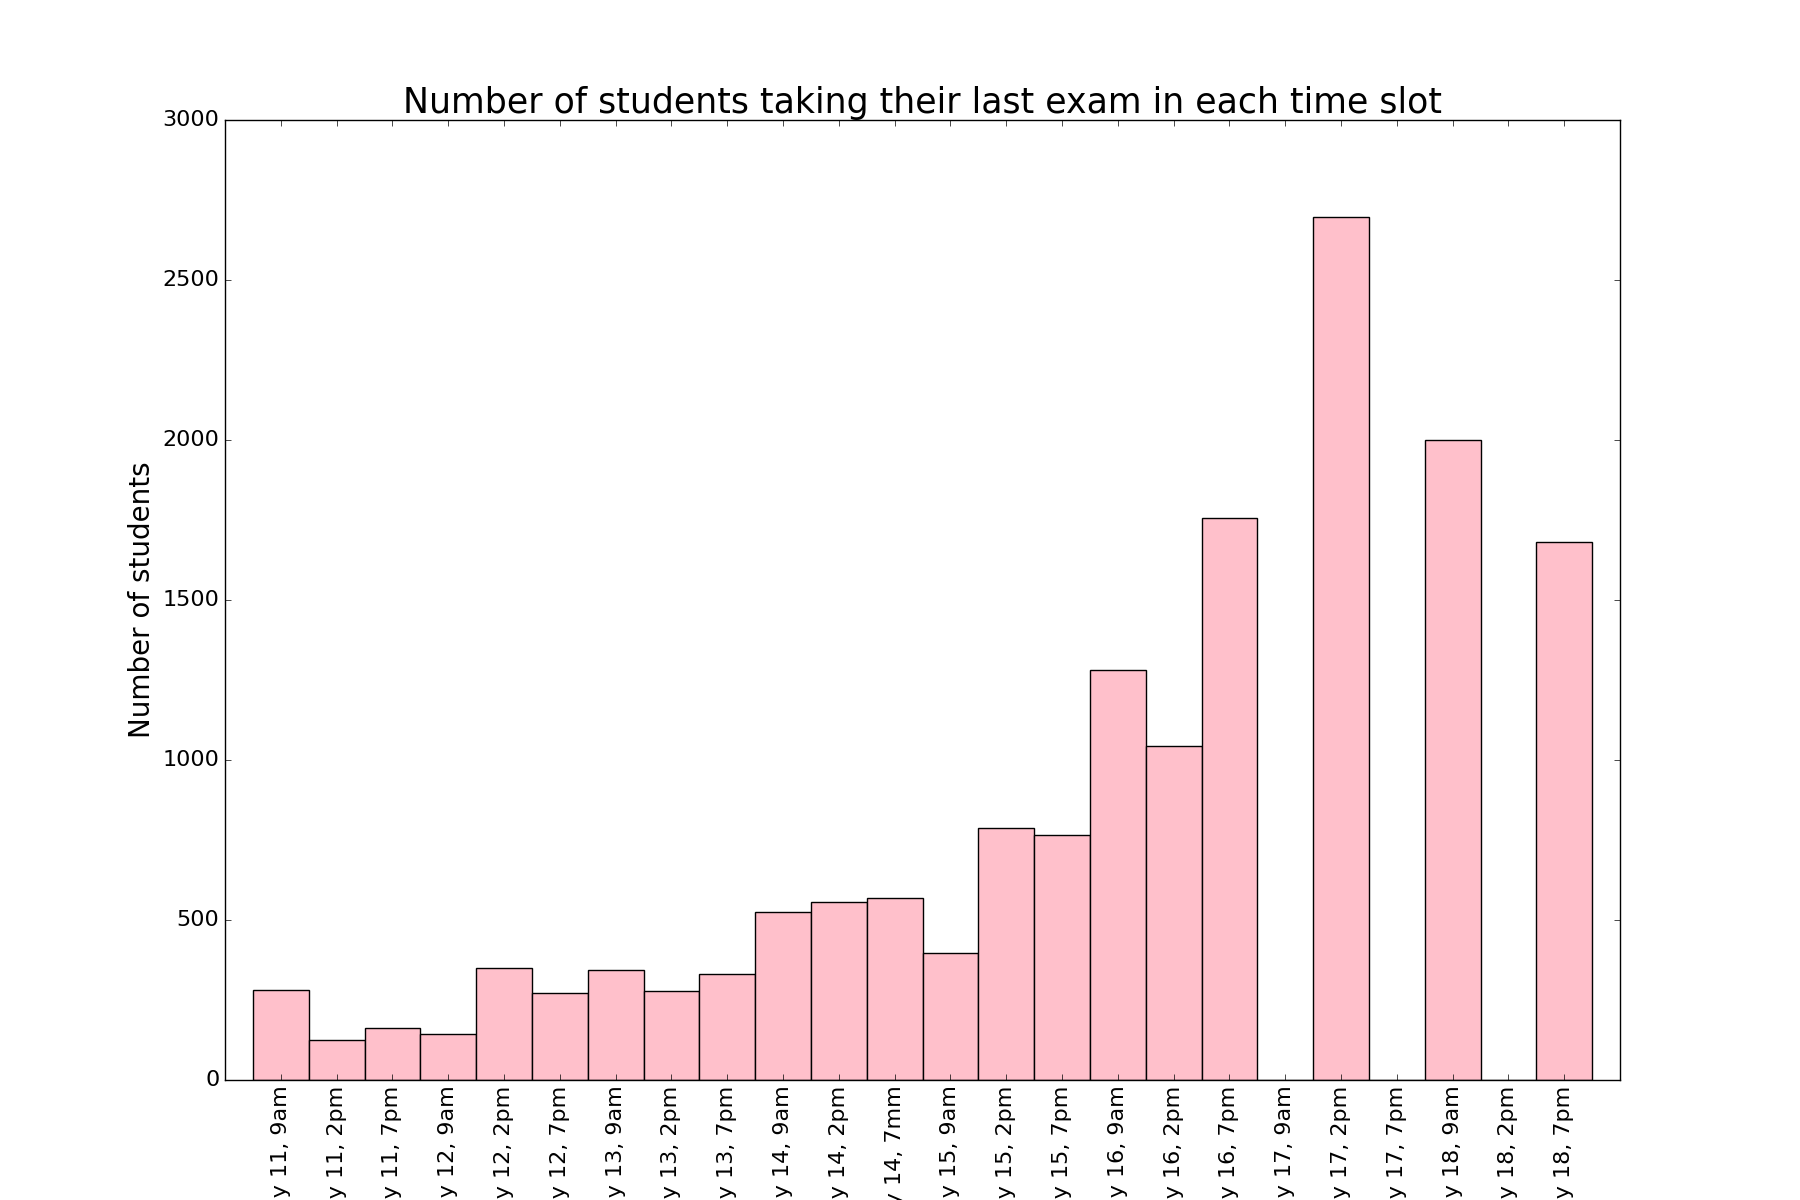 Number of students taking their last exam in each time slot
Number of students
3000
2500
2000
1500
1000
500
0
y 11, 9am
y 11, 2pm
y 11, 7pm
y 12, 9am
y 12, 2pm
y 12, 7pm
y 13, 9am
y 13, 2pm
y 13, 7pm
y 14, 9am
y 14, 2pm
y 14, 7mm
y 15, 9am
y 15, 2pm
y 15, 7pm
y 16, 9am
y 16, 2pm
y 16, 7pm
y 17, 9am
y 17, 2pm
y 17, 7pm
y 18, 9am
y 18, 2pm
y 18, 7pm